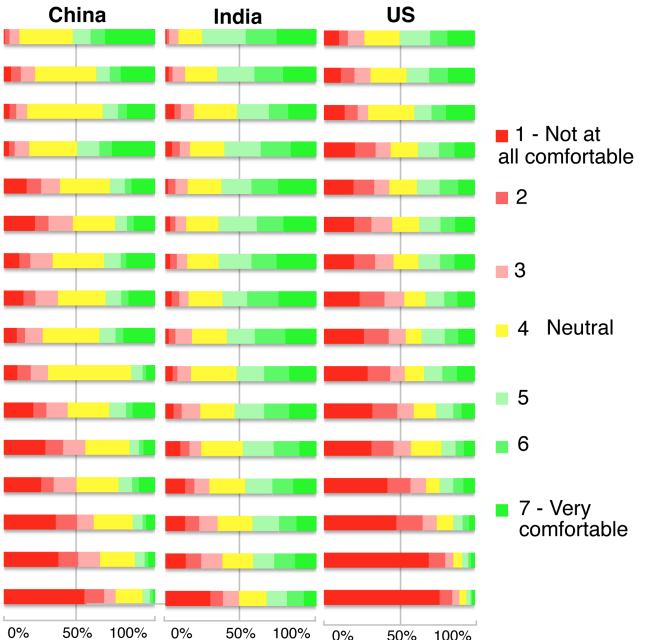 China India US
1 - Not at
all comfortable
2
3
4 Neutral
5
6
7 - Very
comfortable
0% 50% 100% 0% 50% 100% 0% 50% 100%